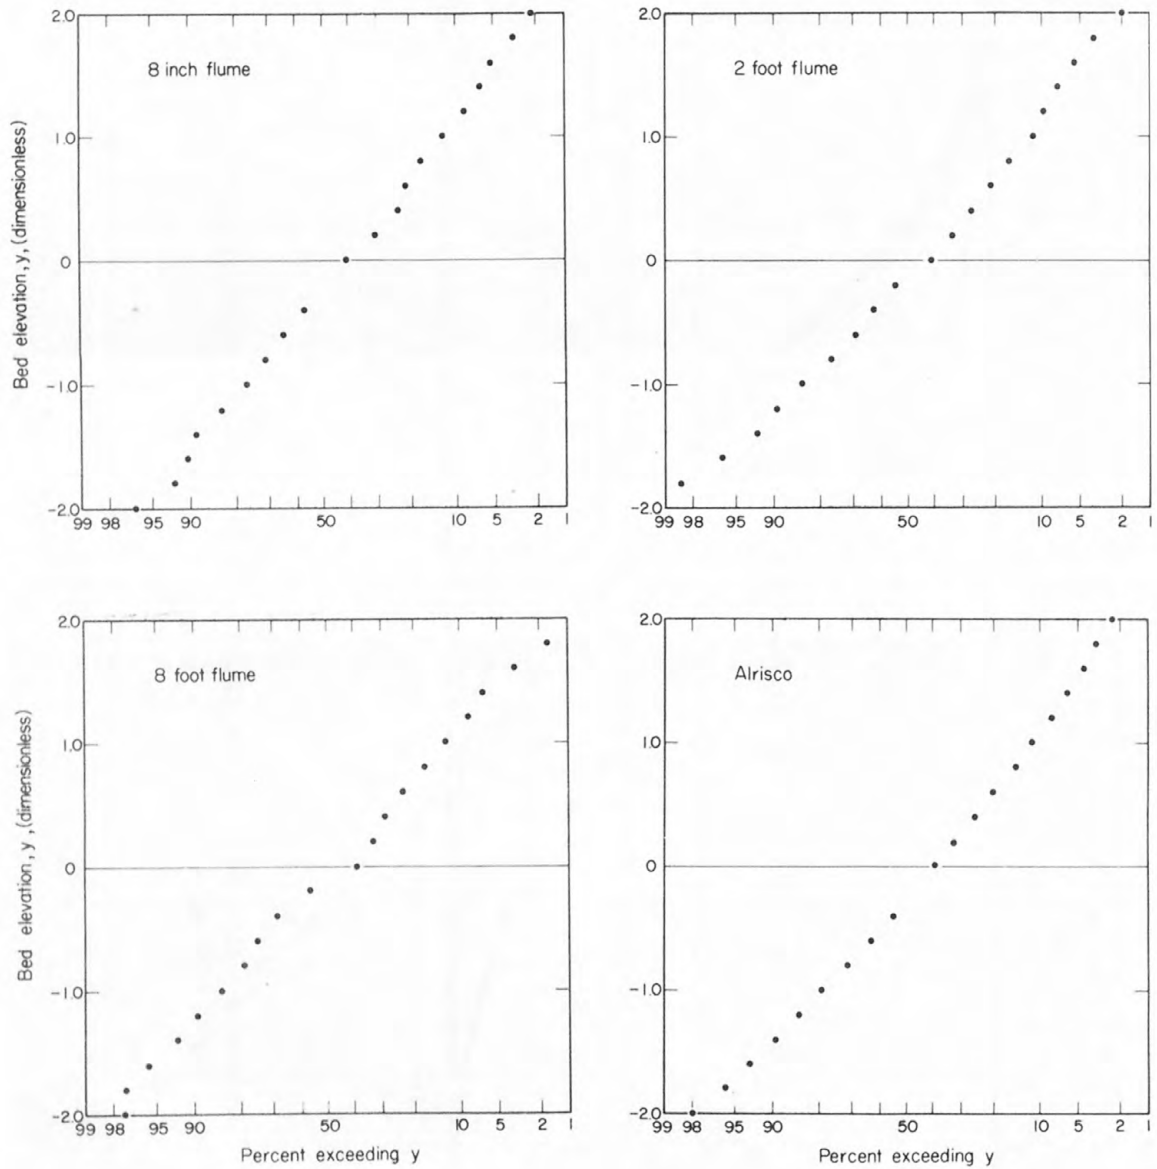 8 inch flume
2.0
1.0
0
-1.0
-2.0
99 98 95 90 50 10 5 2 1
Bed elevation, y, (dimensionless)
2 foot flume
2.0
1.0
0
-1.0
-2.0
99 98 95 90 50 10 5 2 1
8 foot flume
2.0
1.0
0
-1.0
-2.0
99 98 95 90 50 10 5 2 1
Bed elevation, y, (dimensionless)
Percent exceeding y
Alrisco
2.0
1.0
0
-1.0
-2.0
99 98 95 90 50 10 5 2 1
Percent exceeding y